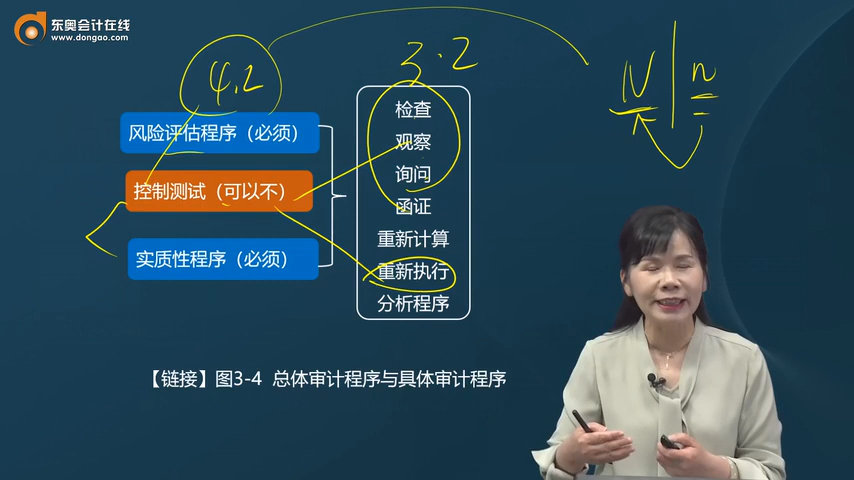 东奥会计在线
www.dongao.com
4.2
3.2
N n
风险评估程序（必须）
控制测试（可以不）
实质性程序（必须）
检查
观察
询问
函证
重新计算
重新执行
分析程序
【链接】图3-4 总体审计程序与具体审计程序